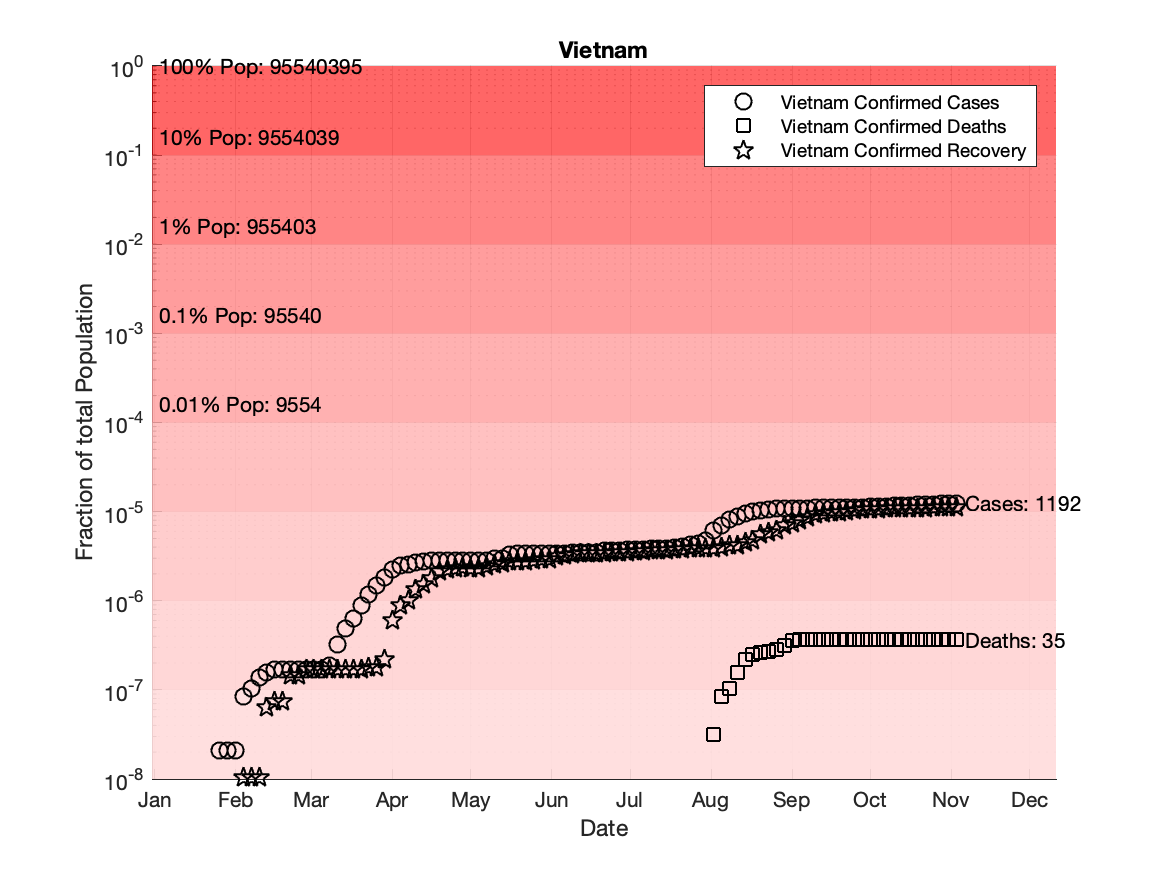 Vietnam
10^0
100% Pop: 95540395
Vietnam Confirmed Cases
Vietnam Confirmed Deaths
Vietnam Confirmed Recovery
10% Pop: 9554039
10^-1
1% Pop: 955403
10^-2
0.1% Pop: 95540
10^-3
0.01% Pop: 9554
10^-4
Fraction of total Population
10^-5
Cases: 1192
10^-6
Deaths: 35
10^-7
10^-8
Jan Feb Mar Apr May Jun Jul Aug Sep Oct Nov Dec
Date